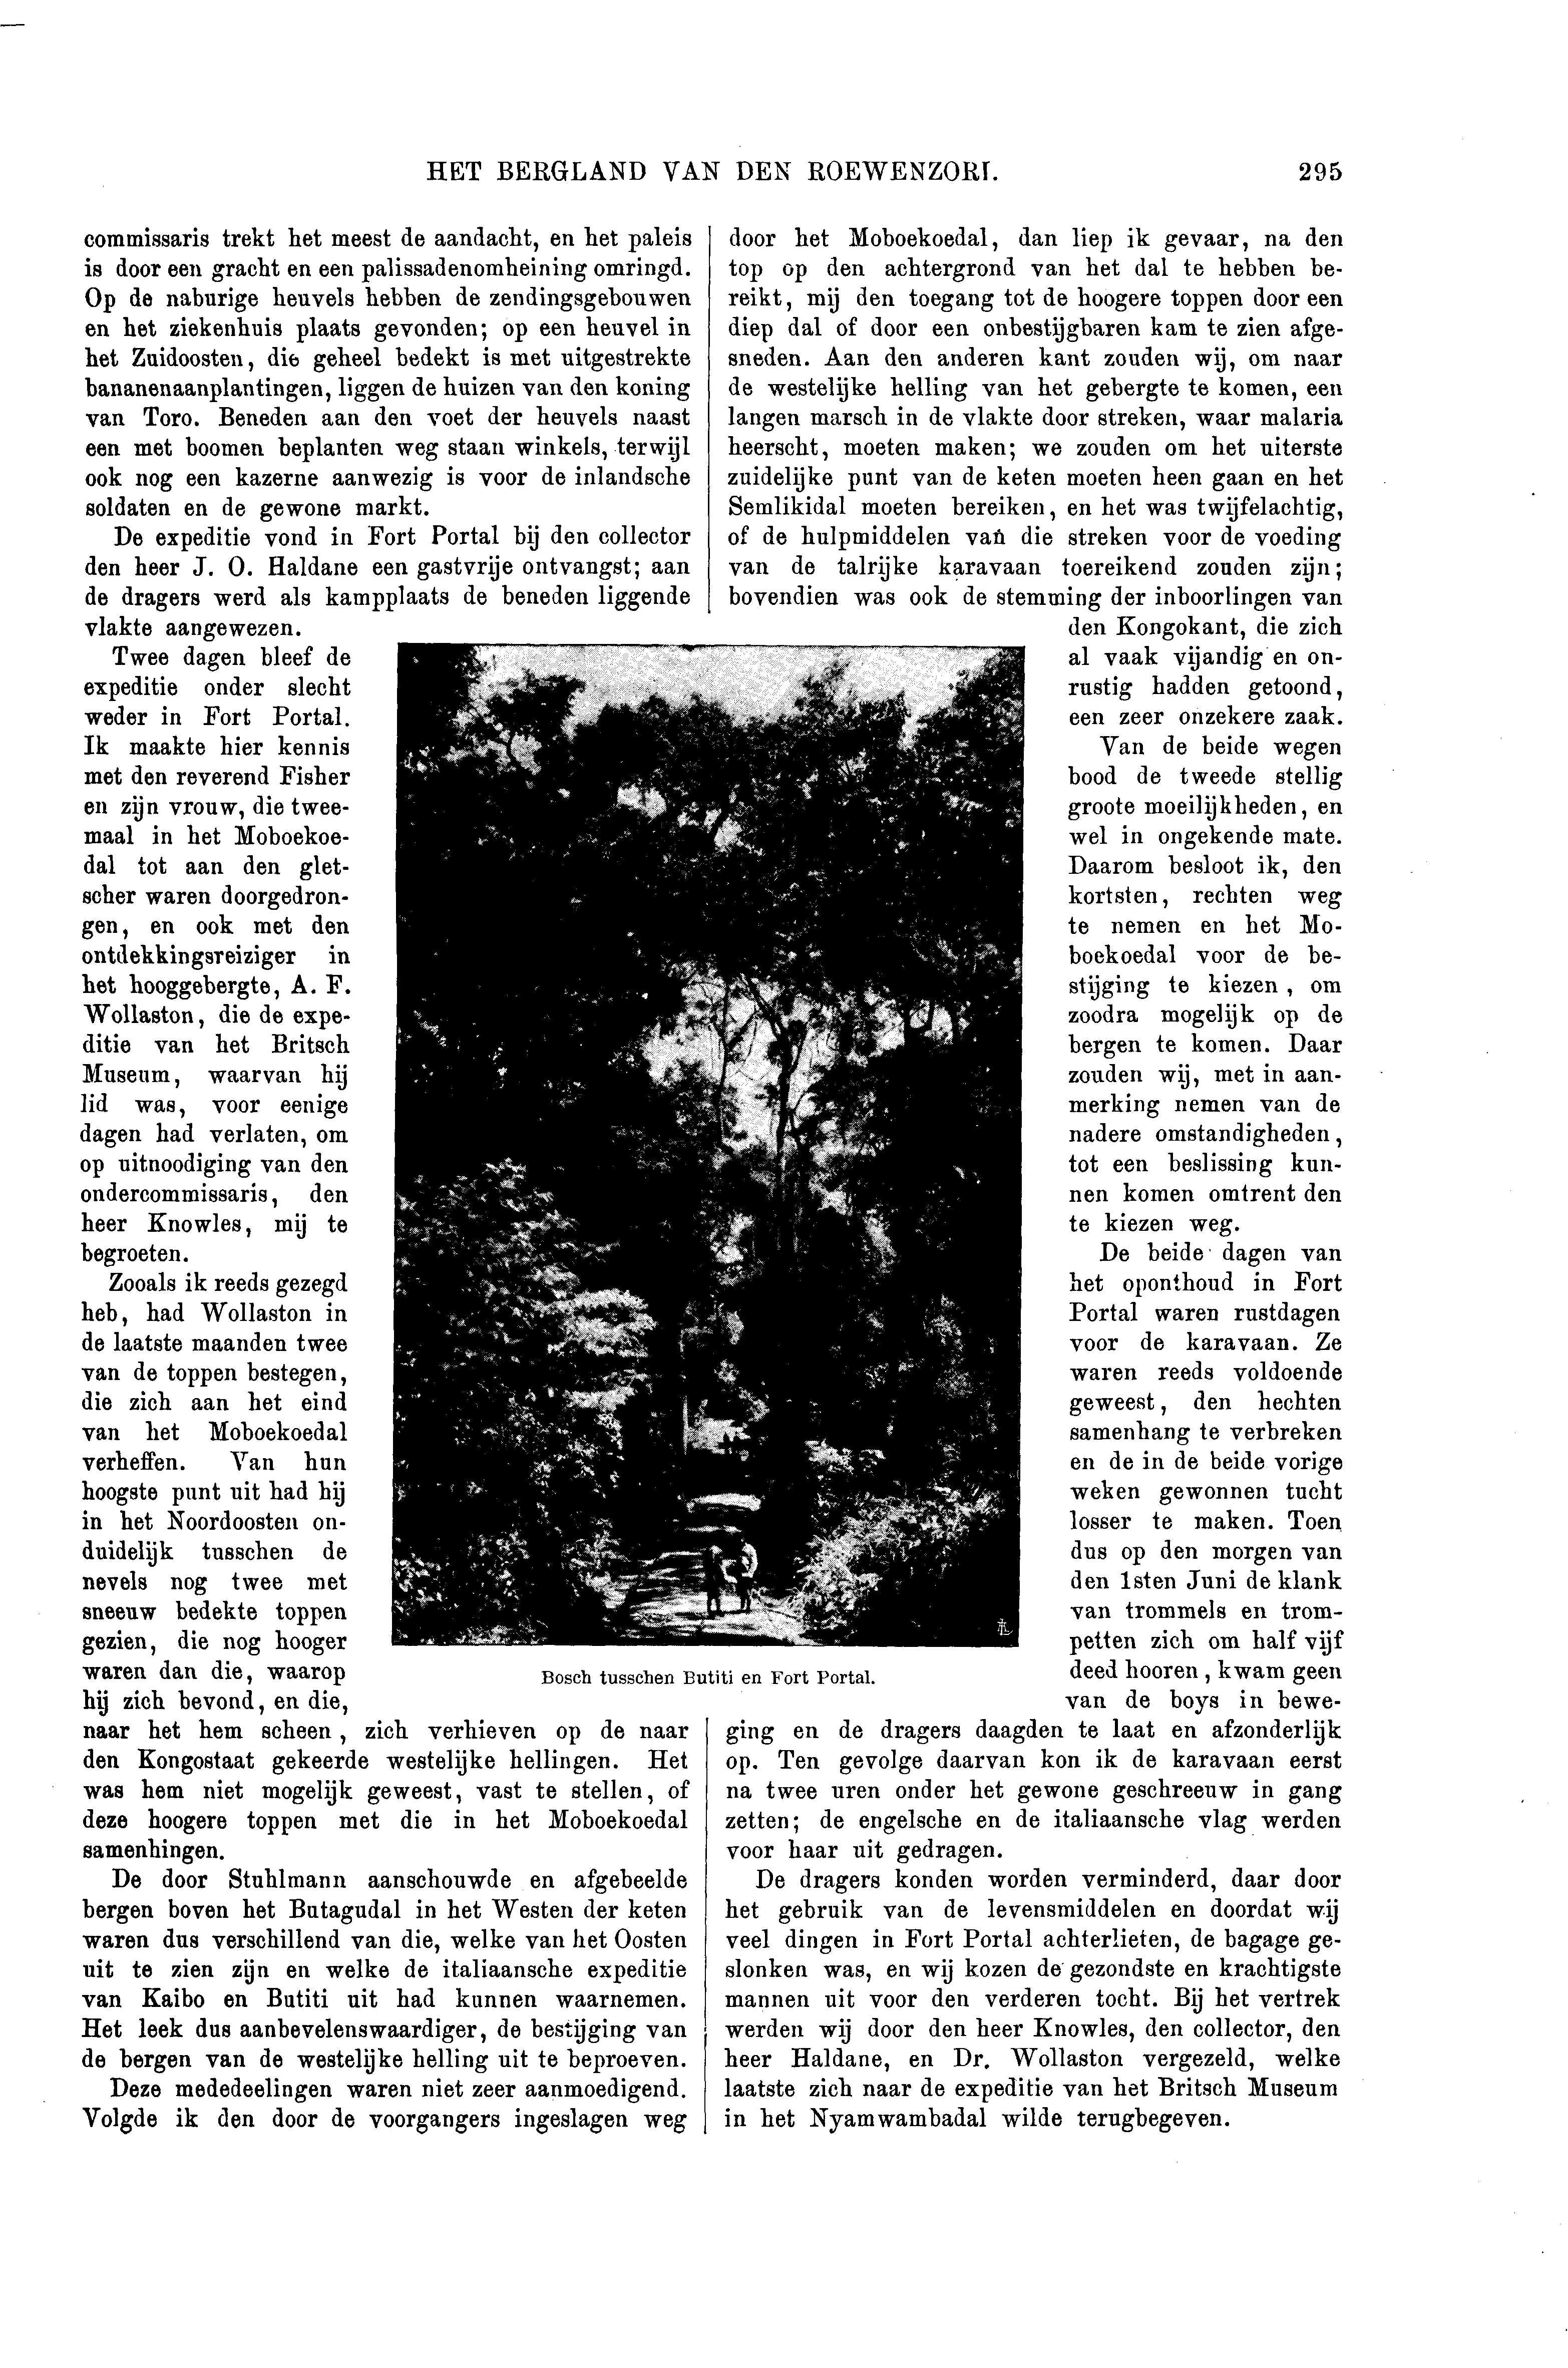 HET BERGLAND VAN DEN ROEWENZORI.
295
commissaris trekt het meest de aandacht, en het paleis
is door een gracht en een palissadenomheining omringd.
Op de naburige heuvels hebben de zendingsgebouwen
en het ziekenhuis plaats gevonden; op een heuvel in
het Zuidoosten, die geheel bedekt is met uitgestrekte
bananenaanplantingen, liggen de huizen van den koning
van Toro. Beneden aan den voet der heuvels naast
een met boomen beplanten weg staan winkels, terwijl
ook nog een kazerne aanwezig is voor de inlandsche
soldaten en de gewone markt.
De expeditie vond in Fort Portal bij den collector
den heer J. O. Haldane een gastvrije ontvangst; aan
de dragers werd als kampplaats de beneden liggende
vlakte aangewezen.
Twee dagen bleef de
expeditie onder slecht
weder in Fort Portal.
Ik maakte hier kennis
met den reverend Fisher
en zijn vrouw, die twee-
maal in het Moboekoe-
dal tot aan den glet-
scher waren doorgedron-
gen, en ook met den
ontdekkingsreiziger in
het hooggebergte, A. F.
Wollaston, die de expe-
ditie van het Britsch
Museum, waarvan hij
lid was, voor eenige
dagen had verlaten, om
op uitnoodiging van den
ondercommissaris, den
heer Knowles, mij te
begroeten.
Zooals ik reeds gezegd
heb, had Wollaston in
de laatste maanden twee
van de toppen bestegen,
die zich aan het eind
van het Moboekoedal
verheffen. Van hun
hoogste punt uit had hij
in het Noordoosten on-
duidelijk tusschen de
nevels nog twee met
sneeuw bedekte toppen
gezien, die nog hooger
waren dan die, waarop
hij zich bevond, en die,
naar het hem scheen, zich verhieven op de naar
den Kongostaat gekeerde westelijke hellingen. Het
was hem niet mogelijk geweest, vast te stellen, of
deze hoogere toppen met die in het Moboekoedal
samenhingen.
De door Stuhlmann aanschouwde en afgebeelde
bergen boven het Butagudal in het Westen der keten
waren dus verschillend van die, welke van het Oosten
uit te zien zijn en welke de italiaansche expeditie
van Kaibo en Butiti uit had kunnen waarnemen.
Het leek dus aanbevelenswaardiger, de bestijging van
de bergen van de westelijke helling uit te beproeven.
Deze mededeelingen waren niet zeer aanmoedigend.
Volgde ik den door de voorgangers ingeslagen weg
door het Moboekoedal, dan liep ik gevaar, na den
top op den achtergrond van het dal te hebben be-
reikt, mij den toegang tot de hoogere toppen door een
diep dal of door een onbestijgbaren kam te zien afge-
sneden. Aan den anderen kant zouden wij, om naar
de westelijke helling van het gebergte te komen, een
langen marsch in de vlakte door streken, waar malaria
heerscht, moeten maken; we zouden om het uiterste
zuidelijke punt van de keten moeten heen gaan en het
Semlikidal moeten bereiken, en het was twijfelachtig,
of de hulpmiddelen van die streken voor de voeding
van de talrijke karavaan toereikend zouden zijn;
bovendien was ook de stemming der inboorlingen van
den Kongokant, die zich
al vaak vijandig en on-
rustig hadden getoond,
een zeer onzekere zaak.
Van de beide wegen
bood de tweede stellig
groote moeilijkheden, en
wel in ongekende mate.
Daarom besloot ik, den
kortsten, rechten weg
te nemen en het Mo-
boekoedal voor de be-
stijging te kiezen, om
zoodra mogelijk op de
bergen te komen. Daar
zouden wij, met in aan-
merking nemen van de
nadere omstandigheden,
tot een beslissing kun-
nen komen omtrent den
te kiezen weg.
De beide dagen van
het oponthoud in Fort
Portal waren rustdagen
voor de karavaan. Ze
waren reeds voldoende
geweest, den hechten
samenhang te verbreken
en de in de beide vorige
weken gewonnen tucht
losser te maken. Toen
dus op den morgen van
den 1sten Juni de klank
van trommels en trom-
petten zich om half vijf
deed hooren, kwam geen
van de boys in bewe-
ging en de dragers daagden te laat en afzonderlijk
op. Ten gevolge daarvan kon ik de karavaan eerst
na twee uren onder het gewone geschreeuw in gang
zetten; de engelsche en de italiaansche vlag werden
voor haar uit gedragen.
De dragers konden worden verminderd, daar door
het gebruik van de levensmiddelen en doordat wij
veel dingen in Fort Portal achterlieten, de bagage ge-
slonken was, en wij kozen de gezondste en krachtigste
mannen uit voor den verderen tocht. Bij het vertrek
werden wij door den heer Knowles, den collector, den
heer Haldane, en Dr. Wollaston vergezeld, welke
laatste zich naar de expeditie van het Britsch Museum
in het Nyamwambadal wilde terugbegeven.
Bosch tusschen Butiti en Fort Portal.